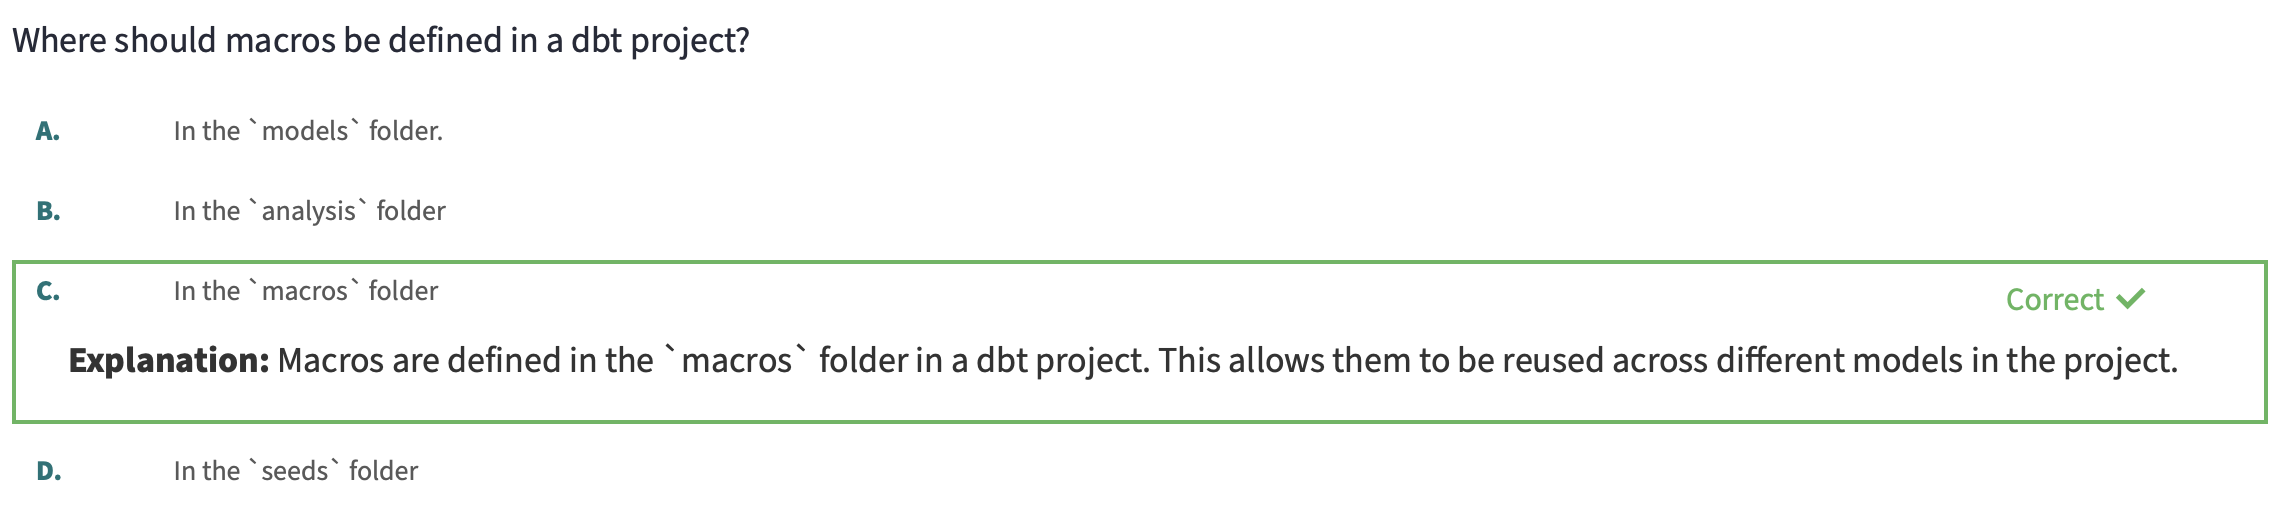 Where should macros be defined in a dbt project?
A. In the `models` folder.
B. In the `analysis` folder
C. In the `macros` folder
Correct ✓
Explanation: Macros are defined in the `macros` folder in a dbt project. This allows them to be reused across different models in the project.
D. In the `seeds` folder